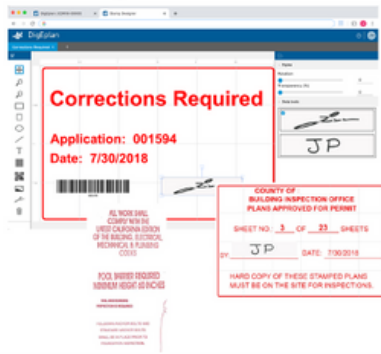 DigEplan
Corrections Required
Corrections Required
Application: 001594
Date: 7/30/2018
JP
COUNTY OF
BUILDING INSPECTION OFFICE
PLANS APPROVED FOR PERMIT
SHEET NO. 3 OF 23 SHEETS
BY: JP DATE: 7/30/2018
HARD COPY OF THESE STAMPED PLANS
MUST BE ON THE SITE FOR INSPECTIONS.
ALL WORK SHALL
COMPLY WITH THE
LATEST CALIFORNIA EDITION
OF THE BUILDING, ELECTRICAL,
MECHANICAL & PLUMBING
CODES
POOL BARRIER REQUIRED
MINIMUM HEIGHT 60 INCHES